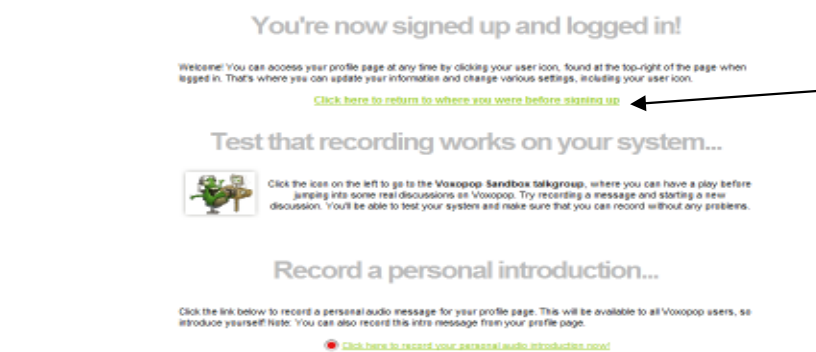 You're now signed up and logged in!
Welcome! You can access your profile page at any time by clicking your user icon, found at the top-right of the page when
logged in. That's where you can update your information and change various settings, including your user icon.
Click here to return to where you were before signing up
Test that recording works on your system...
Click the icon on the left to go to the Voxopop Sandbox talkgroup, where you can have a play before
jumping into some real discussions on Voxopop. Try recording a message and starting a new
discussion. You'll be able to test your system and make sure that you can record without any problems.
Record a personal introduction...
Click the link below to record a personal audio message for your profile page. This will be available to all Voxopop users, so
introduce yourself! Note: You can also record this intro message from your profile page.
Click here to record your personal audio introduction now!